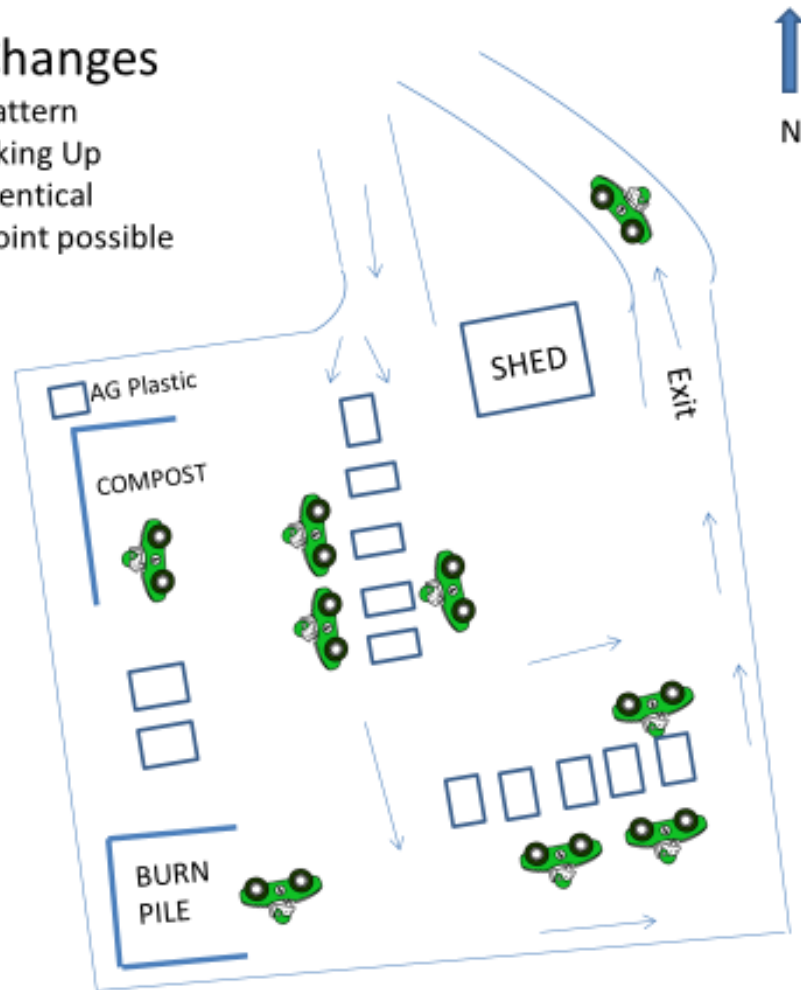 hanges
attern
king Up
entical
oint possible
N
SHED
Exit
AG Plastic
COMPOST
BURN
PILE